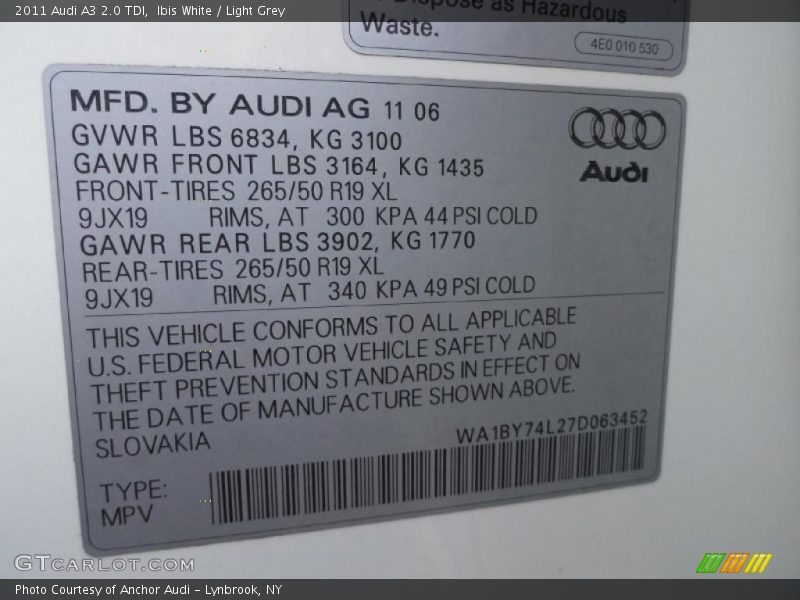 2011 Audi A3 2.0 TDI, Ibis White / Light Grey
Dispose as Hazardous
Waste.
4E0 010 530
MFD. BY AUDI AG 11 06
GVWR LBS 6834, KG 3100
GAWR FRONT LBS 3164, KG 1435
FRONT-TIRES 265/50 R19 XL
9JX19 RIMS, AT 300 KPA 44 PSI COLD
GAWR REAR LBS 3902, KG 1770
REAR-TIRES 265/50 R19 XL
9JX19 RIMS, AT 340 KPA 49 PSI COLD
Audi
THIS VEHICLE CONFORMS TO ALL APPLICABLE
U.S. FEDERAL MOTOR VEHICLE SAFETY AND
THEFT PREVENTION STANDARDS IN EFFECT ON
THE DATE OF MANUFACTURE SHOWN ABOVE.
SLOVAKIA
WA1BY74L27D063452
TYPE:
MPV
GTCARLOT.COM
Photo Courtesy of Anchor Audi - Lynbrook, NY